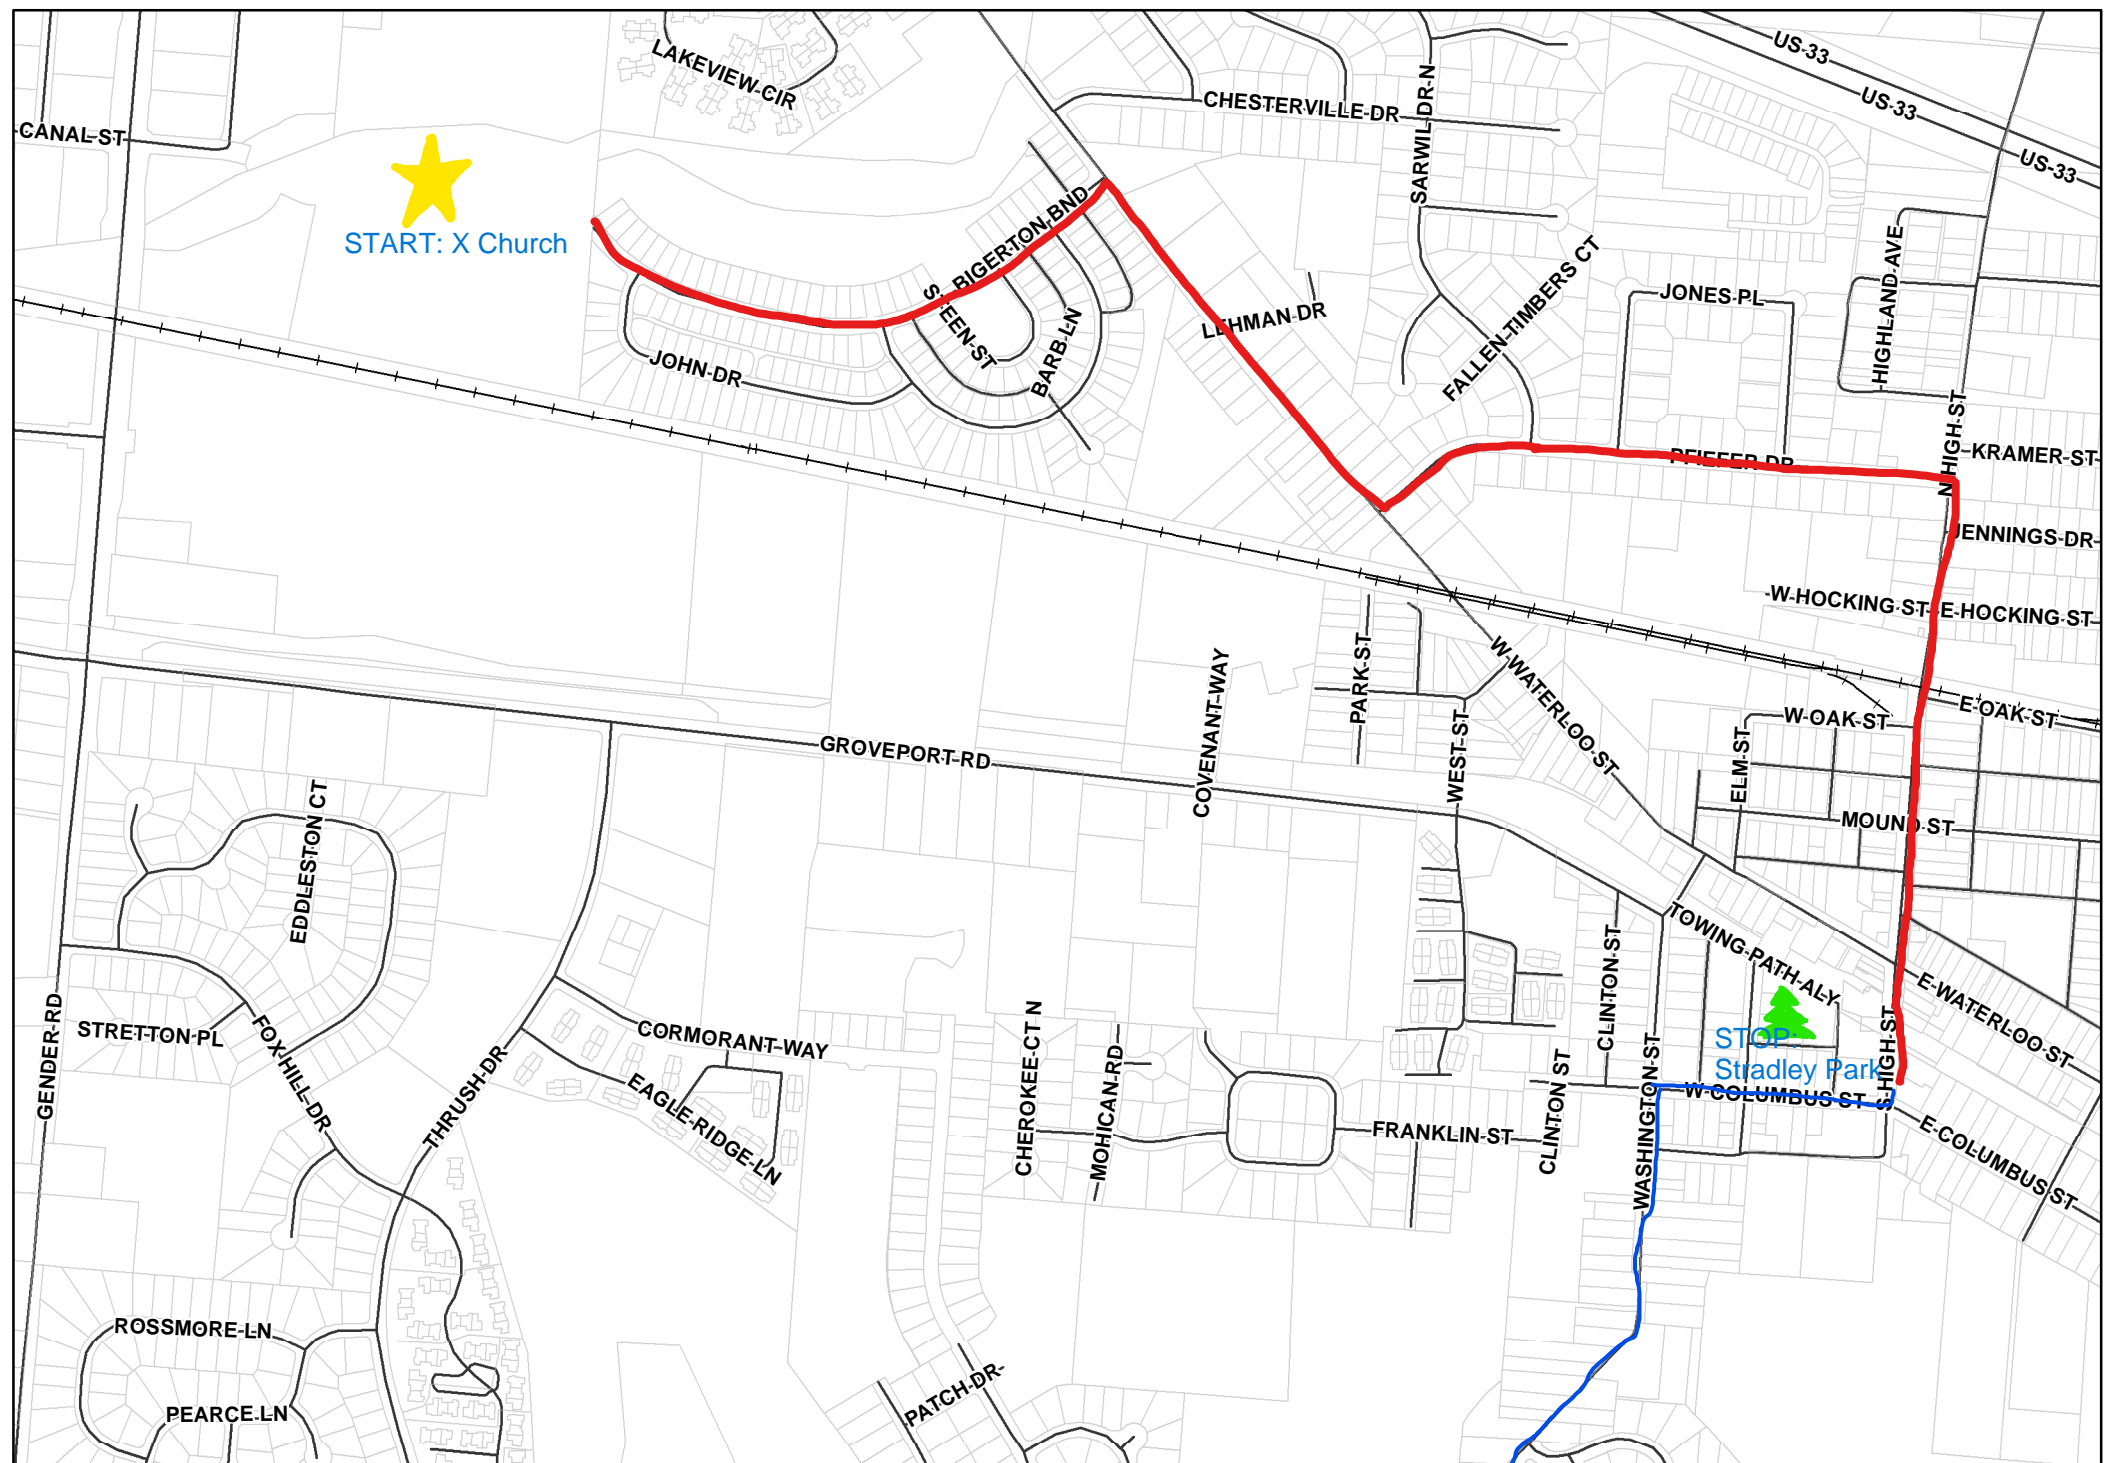 US-33
LAKEVIEW-CIR
US-33
CHESTERVILLE-DR
CANAL-ST
SARWIL-DR-N
US-33
START: X Church
BIGERTON-BND
HIGHLAND-AVE
FALLEN-TIMBERS CT
JONES-PL
S
EEN-ST
LEHMAN-DR
BARB-LN
JOHN-DR
N-HIGH-ST
KRAMER-ST
PFIEFER-DR
JENNINGS-DR
W-HOCKING-ST
E-HOCKING-ST
PARK-ST
W-WATERLOO-ST
COVENANT-WAY
E-OAK-ST
W-OAK-ST
WEST-ST
ELM-ST
GROVEPORT-RD
MOUND-ST
EDDLESTON CT
TOWING-PATH-ALY
CLINTON-ST
E-WATERLOO-ST
GENDER-RD
STRETTON-PL
FOX-HILL-DR
CORMORANT-WAY
CHEROKEE-CT N
STOP:
Stradley Park
S-HIGH-ST
THRUSH-DR
EAGLE-RIDGE-LN
MOHICAN-RD
CLINTON ST
WASHINGTON-ST
W-COLUMBUS-ST
FRANKLIN-ST
E-COLUMBUS-ST
ROSSMORE-LN
PATCH-DR-
PEARCE-LN